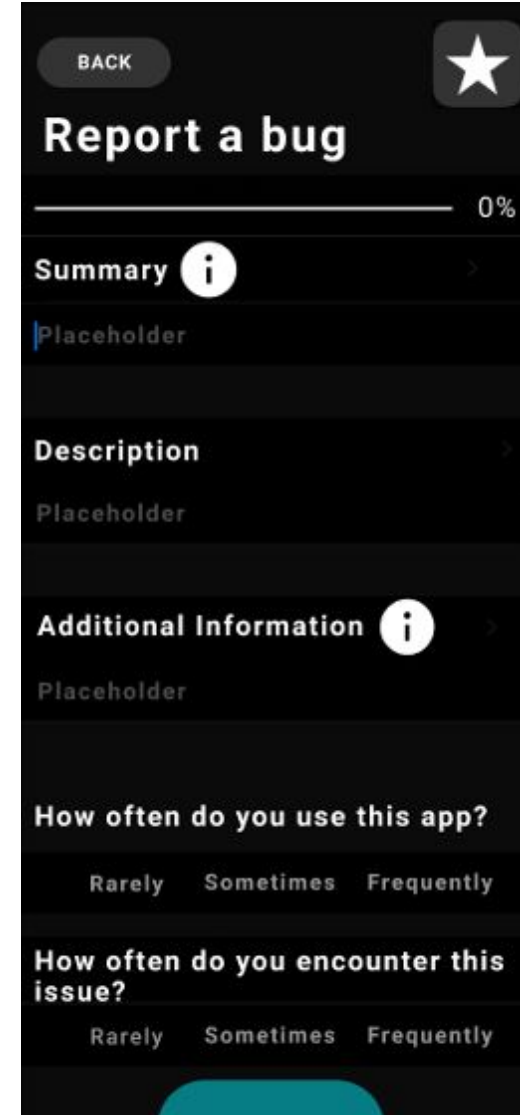 BACK
Report a bug
0%
Summary i
Placeholder
Description
Placeholder
Additional Information i
Placeholder
How often do you use this app?
Rarely Sometimes Frequently
How often do you encounter this
issue?
Rarely Sometimes Frequently